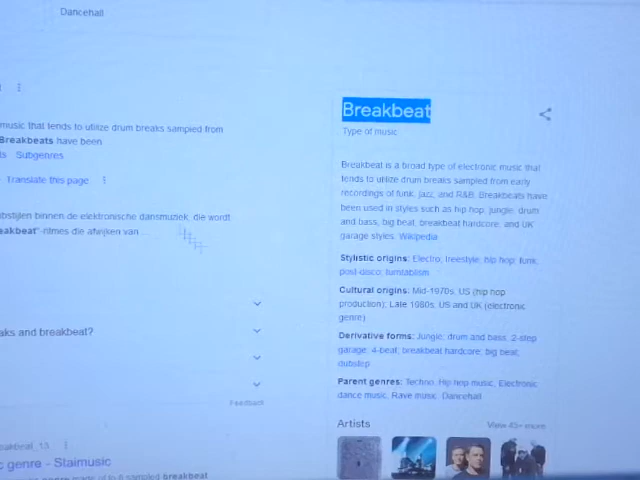 Dancehall
music that tends to utilize drum breaks sampled from
Breakbeats have been
Subgenres
Translate this page
binnen de elektronische dansmuziek, die wordt
-ritmes die afwijken van ...
aks and breakbeat?
Feedback
genre - Stalmusic
sampled breakbeat
Breakbeat
Type of music
Breakbeat is a broad type of electronic music that
tends to utilize drum breaks sampled from early
recordings of funk, jazz, and R&B. Breakbeats have
been used in styles such as hip hop, jungle, drum
and bass, big beat, breakbeat hardcore, and UK
garage styles. Wikipedia
Stylistic origins: Electro; freestyle; hip hop; funk;
post-disco; turntablism
Cultural origins: Mid-1970s, US (hip hop
production); Late 1980s, US and UK (electronic
genre)
Derivative forms: Jungle; drum and bass; 2-step
garage; 4-beat; breakbeat hardcore; big beat;
dubstep
Parent genres: Techno, Hip hop music, Electronic
dance music, Rave music, Dancehall
Artists
View 45+ more